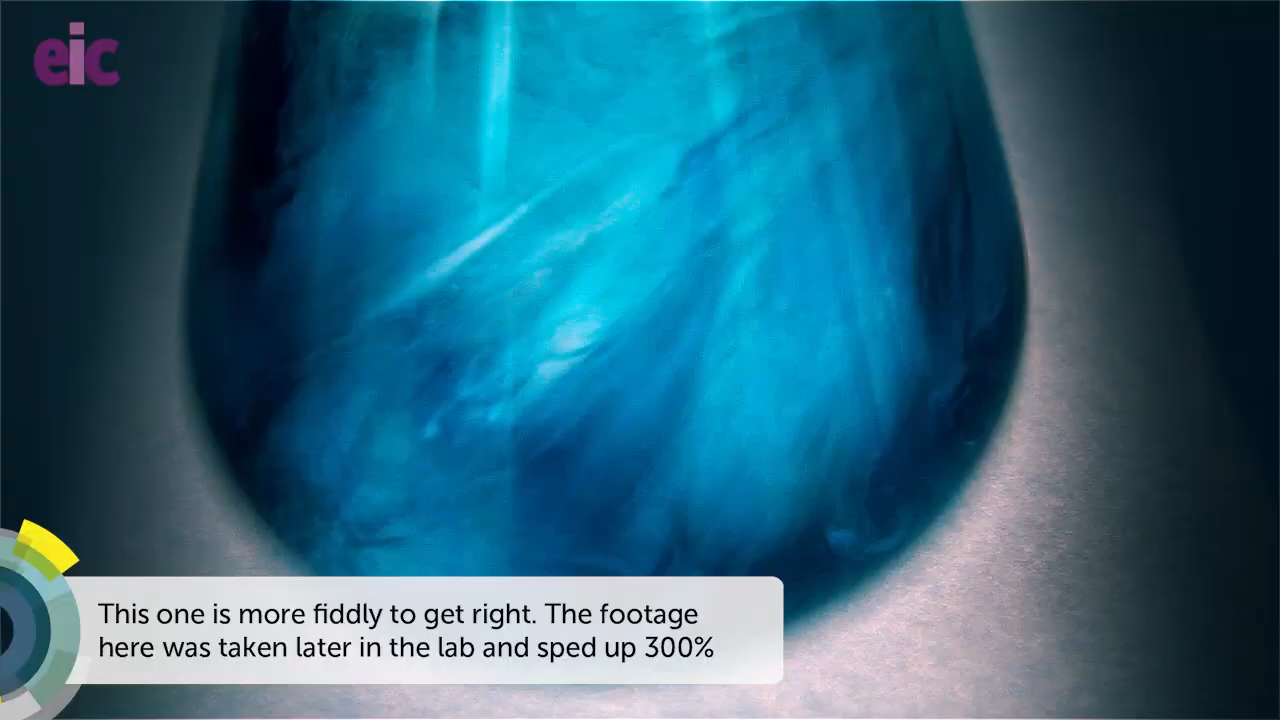 eic
This one is more fiddly to get right. The footage
here was taken later in the lab and sped up 300%